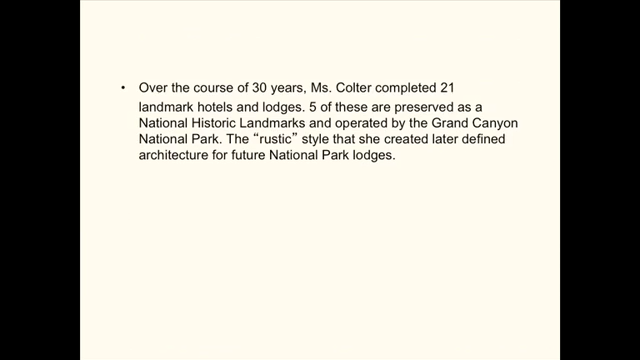 • Over the course of 30 years, Ms. Colter completed 21
landmark hotels and lodges. 5 of these are preserved as a
National Historic Landmarks and operated by the Grand Canyon
National Park. The “rustic” style that she created later defined
architecture for future National Park lodges.